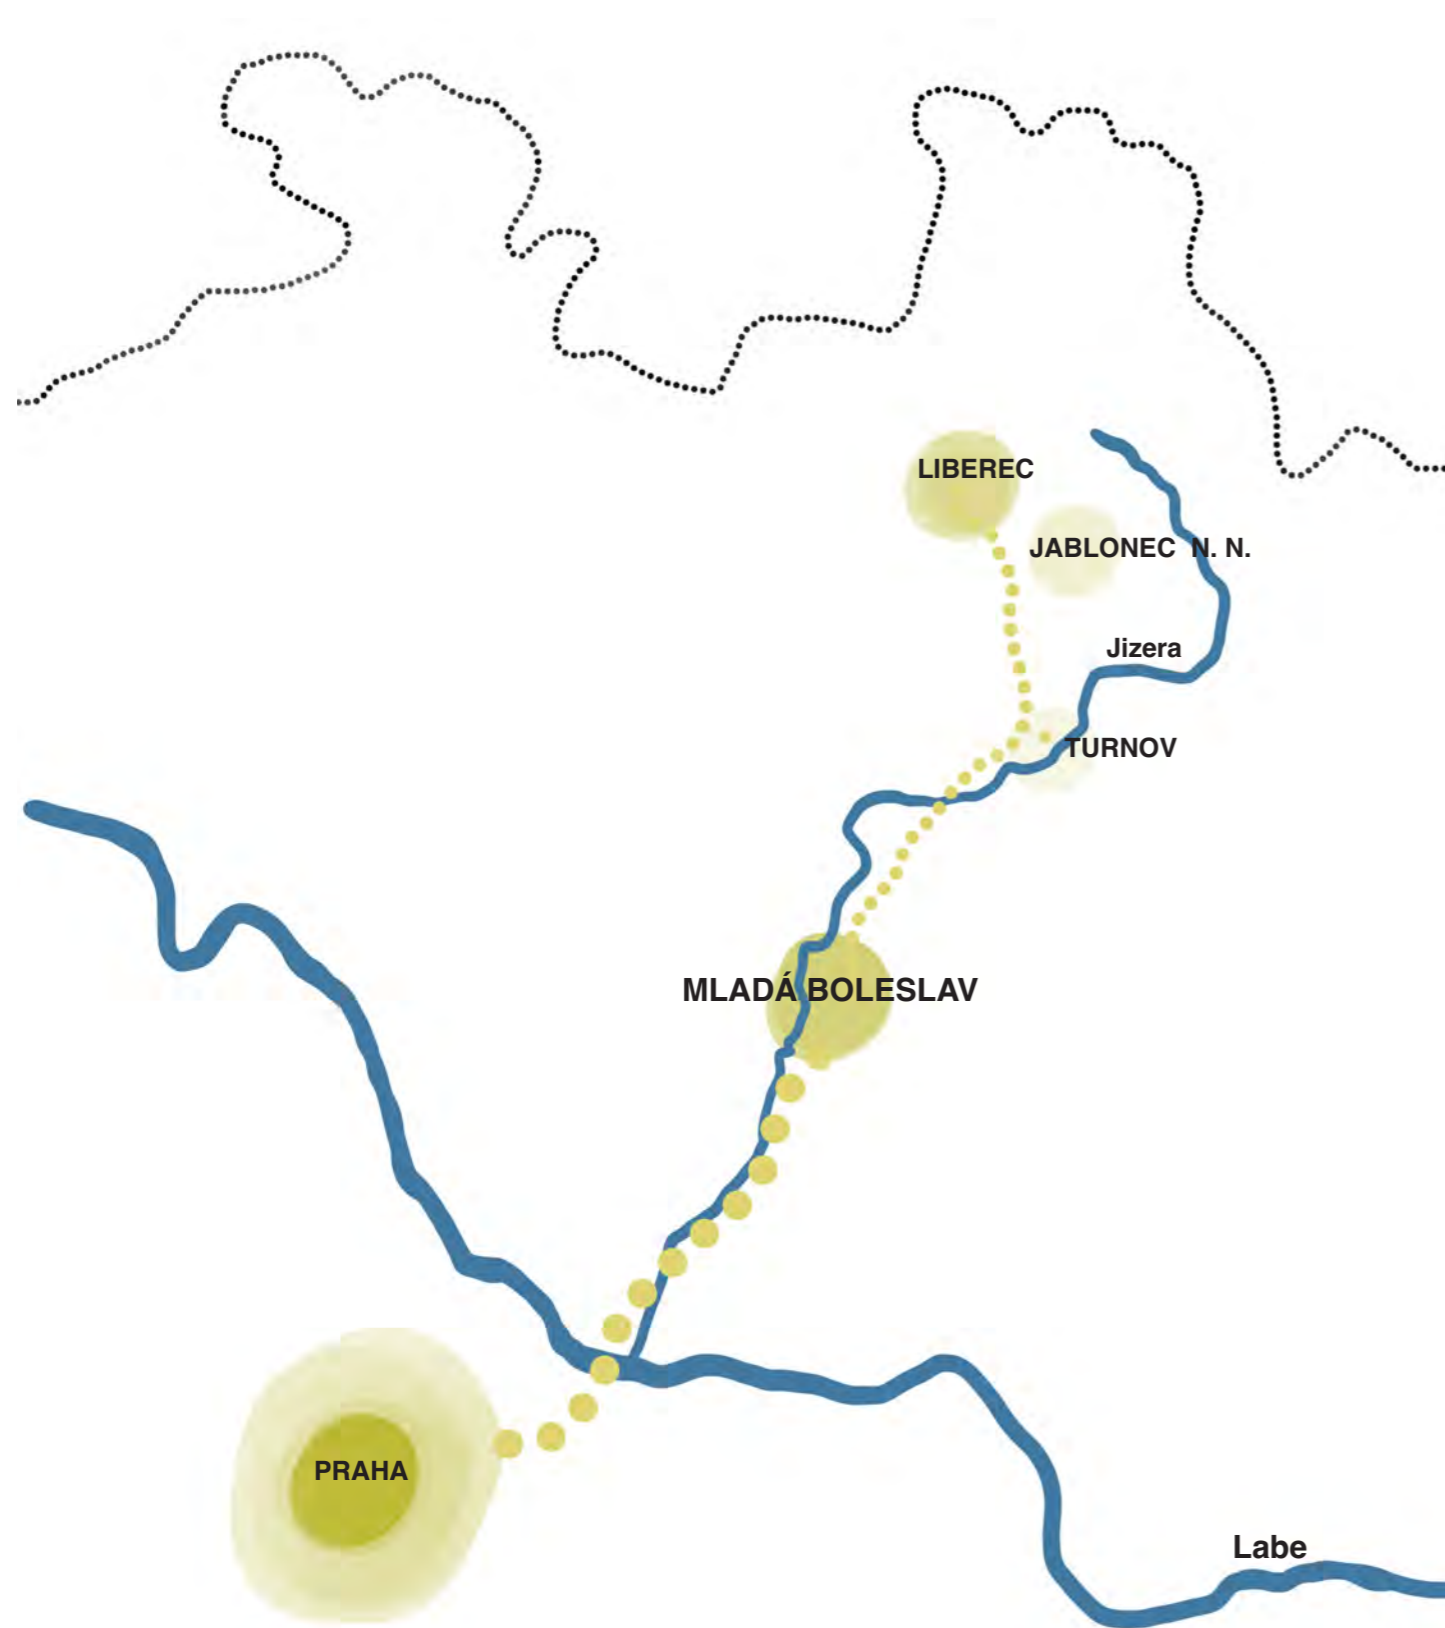 LIBEREC
JABLONEC N. N.
Jizera
TURNOV
MLADÁ BOLESLAV
PRAHA
Labe